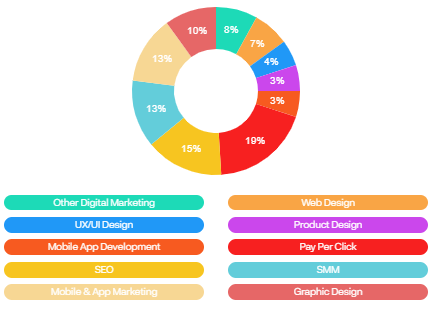 8%
7%
4%
3%
3%
19%
15%
13%
13%
10%
Other Digital Marketing
Web Design
UX/UI Design
Product Design
Mobile App Development
Pay Per Click
SEO
SMM
Mobile & App Marketing
Graphic Design